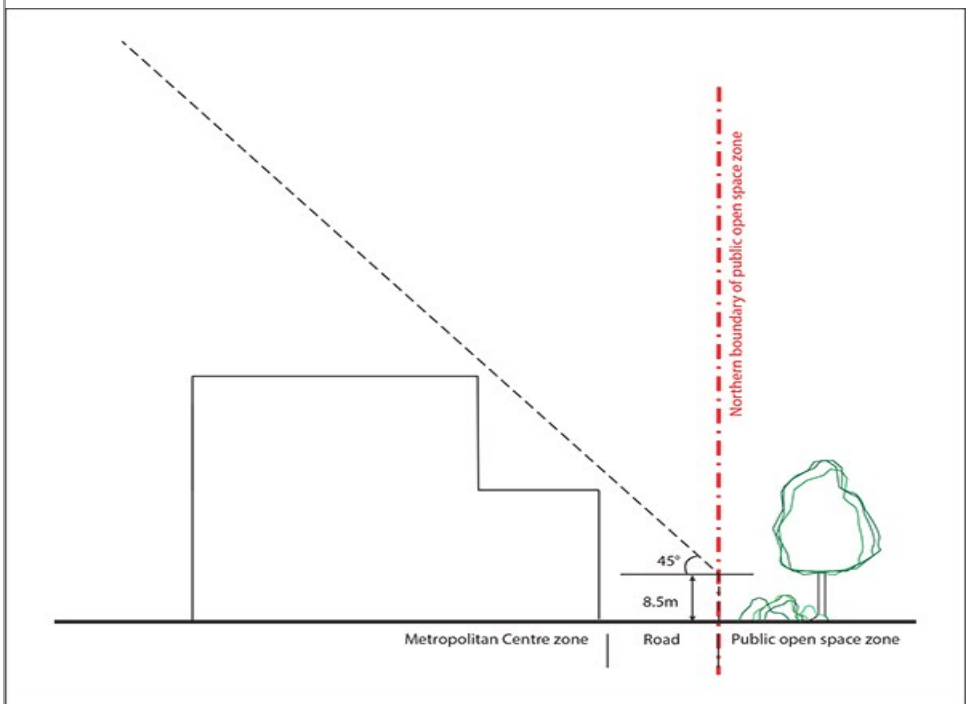 Northern boundary of public open space zone
45°
8.5m
Metropolitan Centre zone
Road
Public open space zone